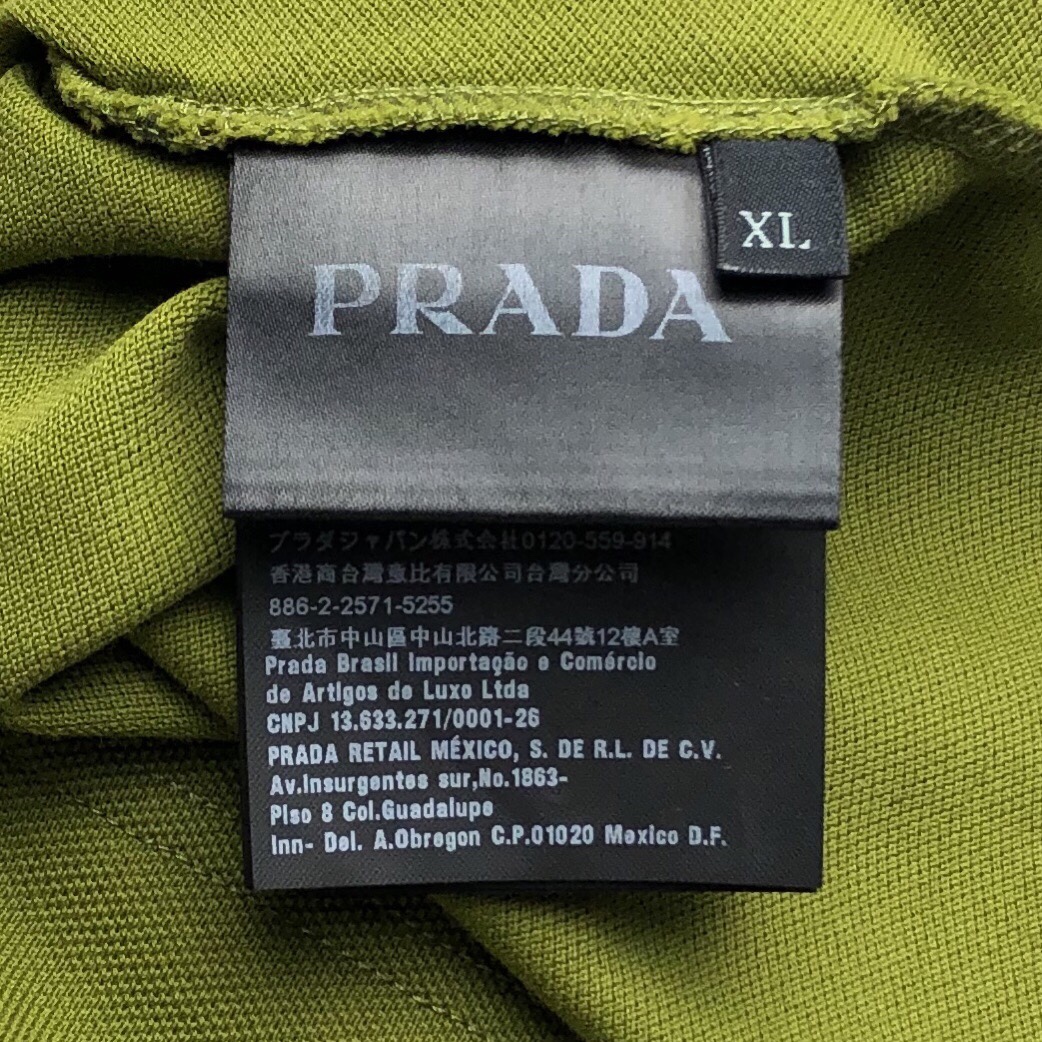 XL
PRADA
プラダジャパン株式会社0120-559-914
香港商台灣惫比有限公司台灣分公司
886-2-2571-5255
臺北市中山區中山北路二段44號12樓A室
Prada Brasil Importação e Comércio
de Artigos de Luxo Ltda
CNPJ 13.633.271/0001-26
PRADA RETAIL MÉXICO, S. DE R.L. DE C.V.
Av.Insurgentes sur,No.1863-
Piso 8 Col.Guadalupe
Inn- Del. A.Obregon C.P.01020 Mexico D.F.